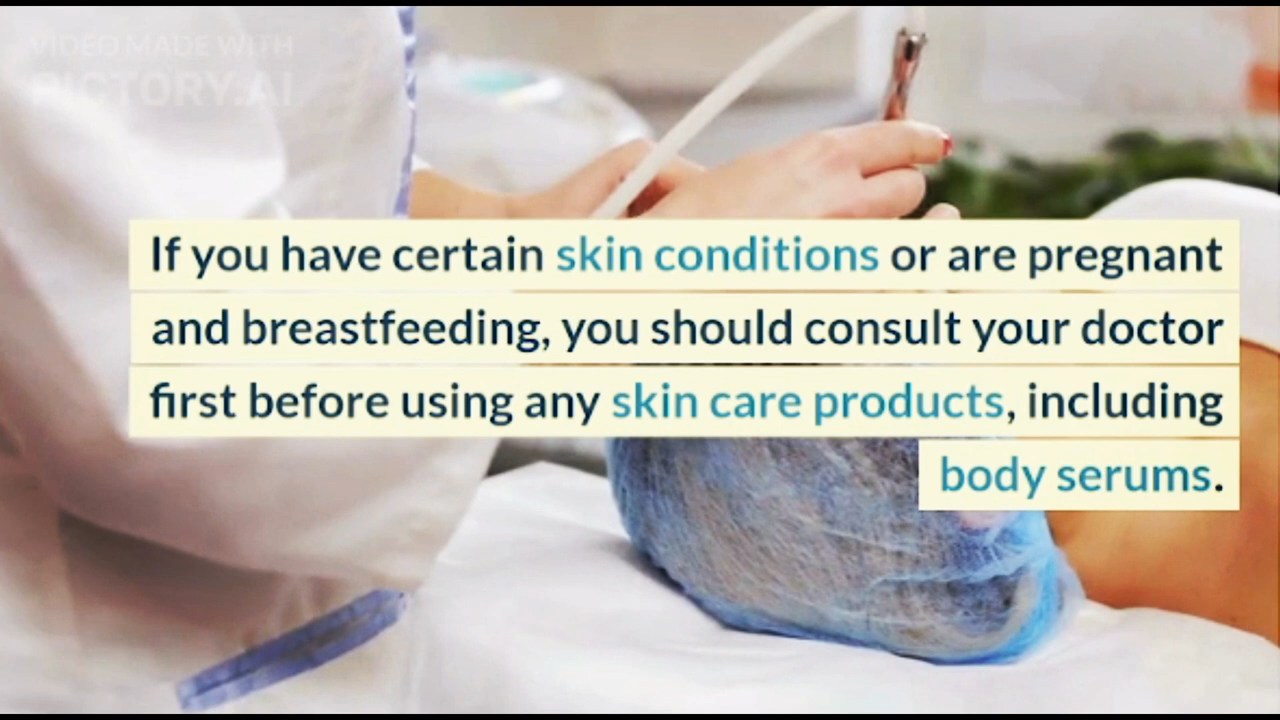 VIDEO MADE WITH
PICTORY.AI
If you have certain skin conditions or are pregnant
and breastfeeding, you should consult your doctor
first before using any skin care products, including
body serums.